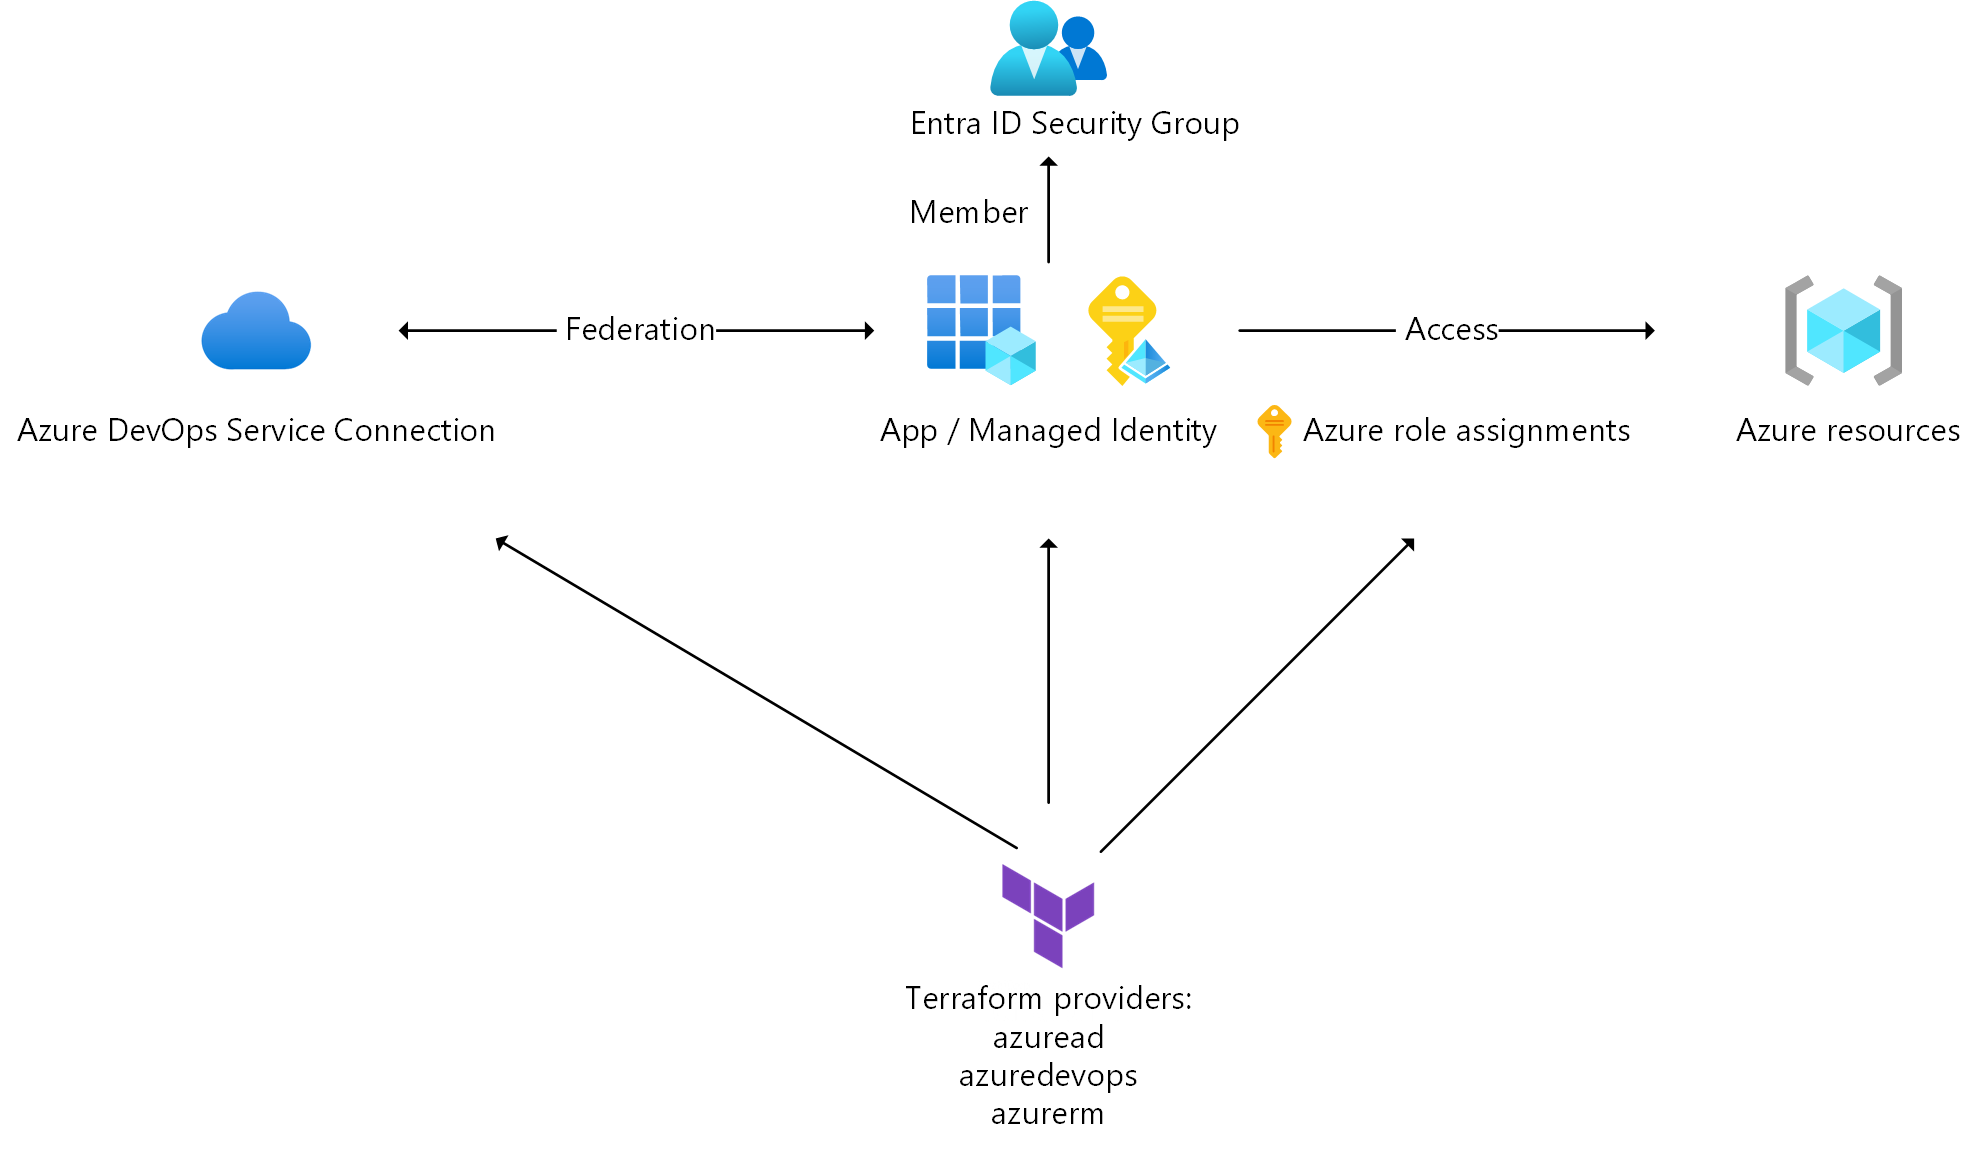 Entra ID Security Group
Member
Federation
Access
Azure DevOps Service Connection
App / Managed Identity
Azure role assignments
Azure resources
Terraform providers:
azuread
azuredevops
azurerm